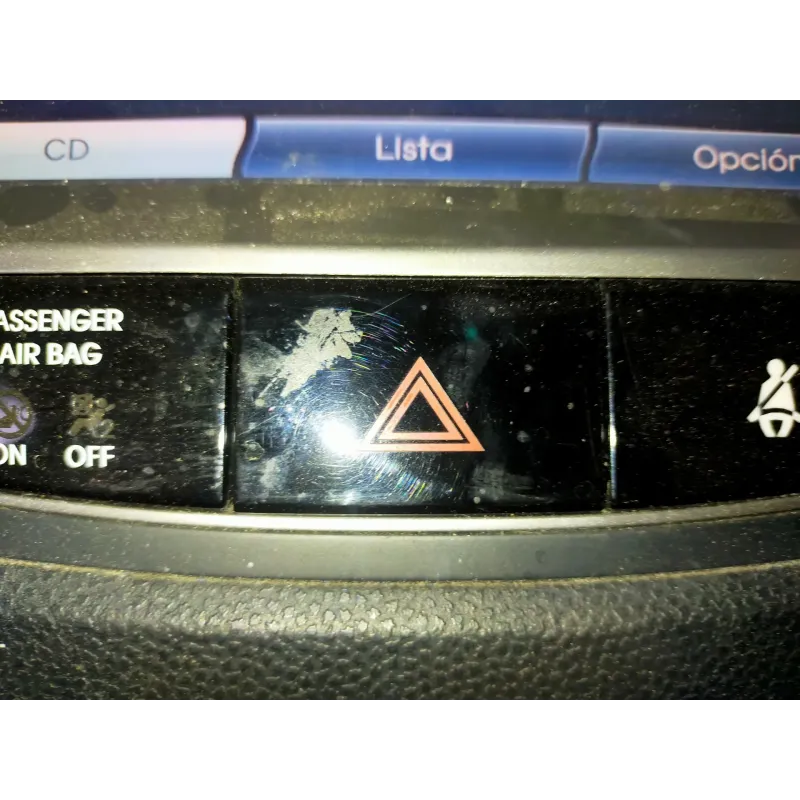 CD
Lista
Opción
ASSENGER
AIR BAG
ON
OFF